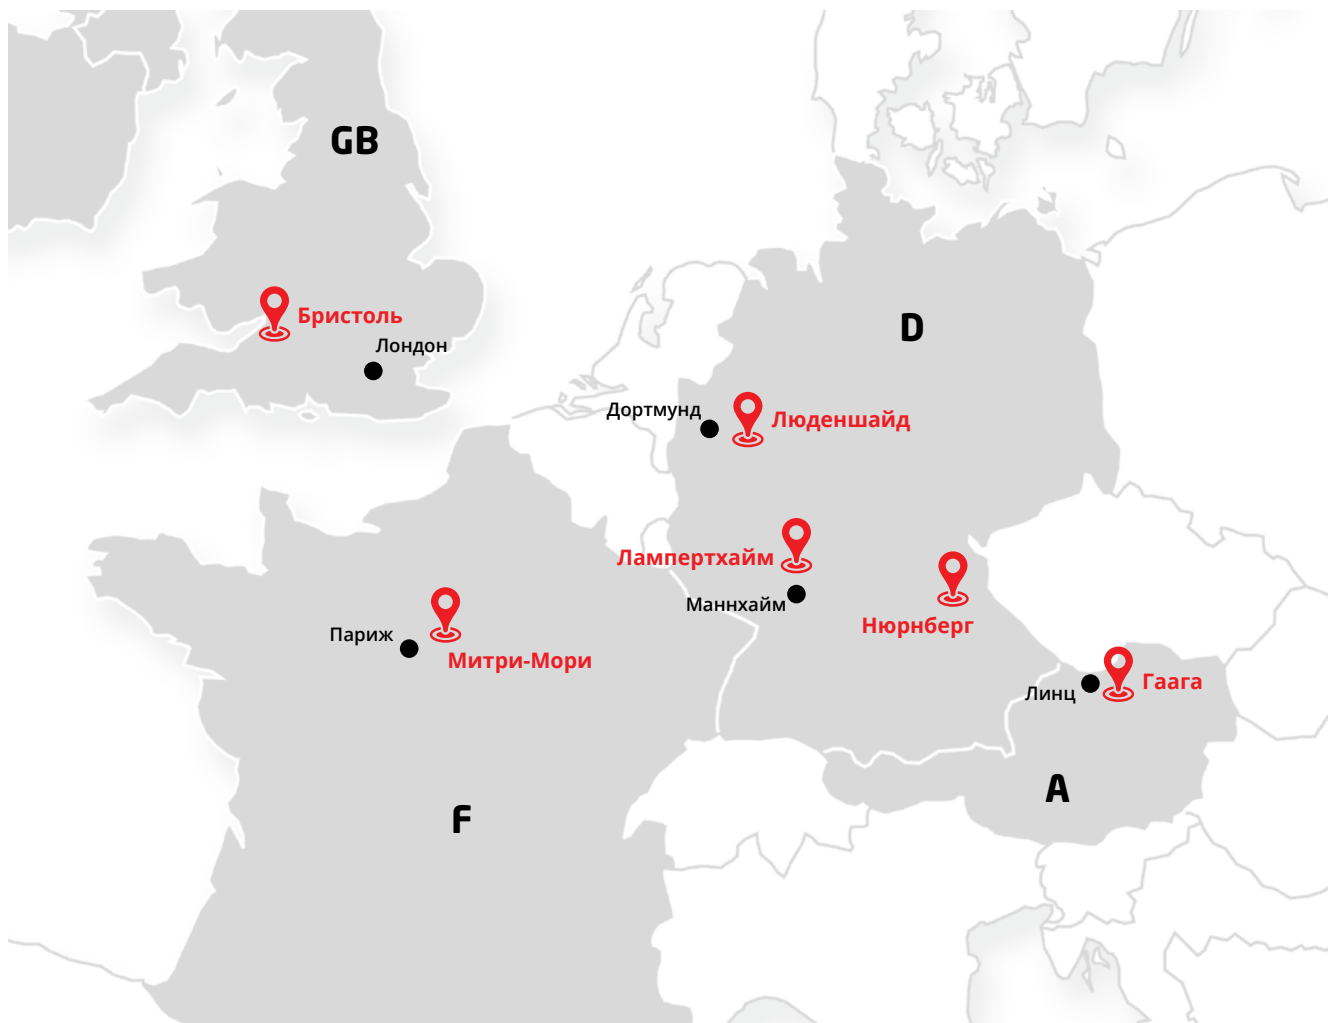 GB
Бристоль
Лондон
D
Дортмунд
Люденшайд
Лампертхайм
Маннхайм
Нюрнберг
Париж
Митри-Мори
Линц
Гаага
A
F